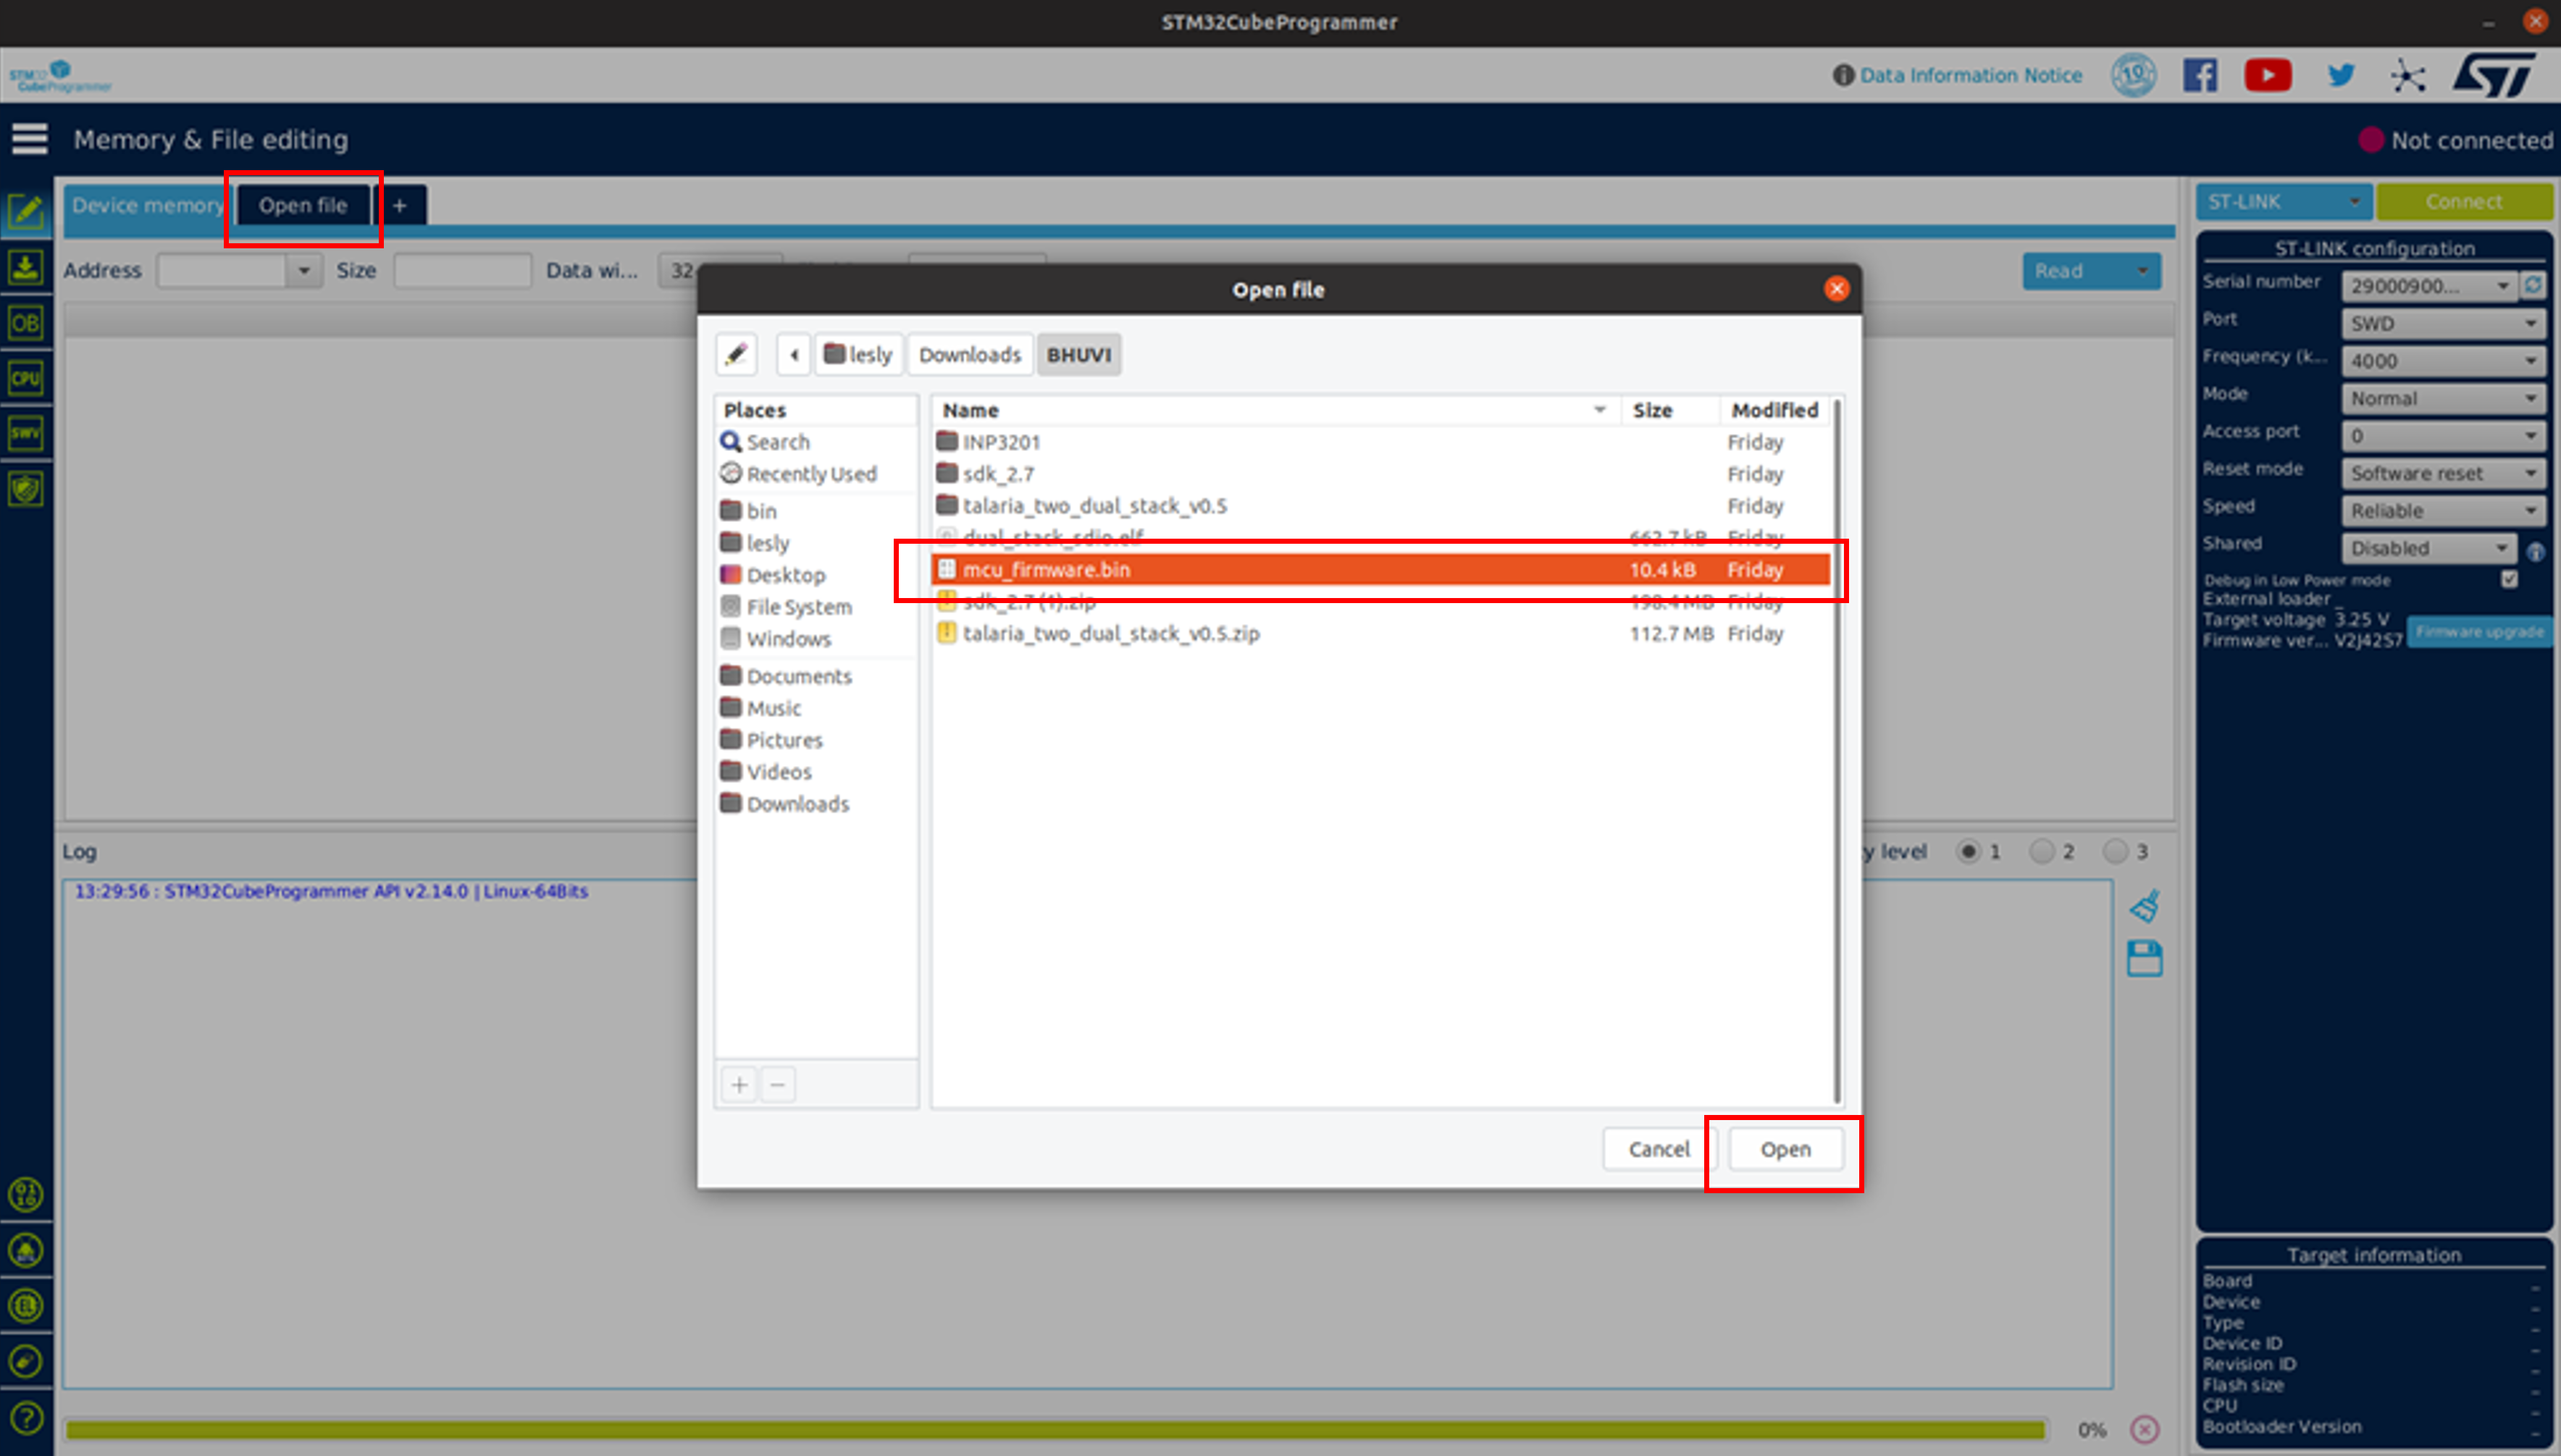 STM32CubeProgrammer
STM32
CubeProgrammer
Data Information Notice
10
ST
Memory & File editing
Not connected
Device memory
Open file
+
ST-LINK
Connect
Address
Size
Data wi...
32-
Read
ST-LINK configuration
Serial number
29000900...
Port
SWD
Frequency (k...
4000
Mode
Normal
Access port
0
Reset mode
Software reset
Speed
Reliable
Shared
Disabled
Debug in Low Power mode
External loader _
Target voltage 3.25 V
Firmware ver... V2J42S7
Firmware upgrade
OB
CPU
SWV
Open file
lesly
Downloads
BHUVI
Places
Search
Recently Used
bin
lesly
Desktop
File System
Windows
Documents
Music
Pictures
Videos
Downloads
Name Size Modified
INP3201 Friday
sdk_2.7 Friday
talaria_two_dual_stack_v0.5 Friday
dual_stack_sdio.elf 662.7 kB Friday
mcu_firmware.bin 10.4 kB Friday
sdk_2.7 (1).zip 198.4 MB Friday
talaria_two_dual_stack_v0.5.zip 112.7 MB Friday
Cancel
Open
Log
y level 1 2 3
13:29:56 : STM32CubeProgrammer API v2.14.0 | Linux-64Bits
Target information
Board _
Device _
Type _
Device ID _
Revision ID _
Flash size _
CPU _
Bootloader Version _
0%